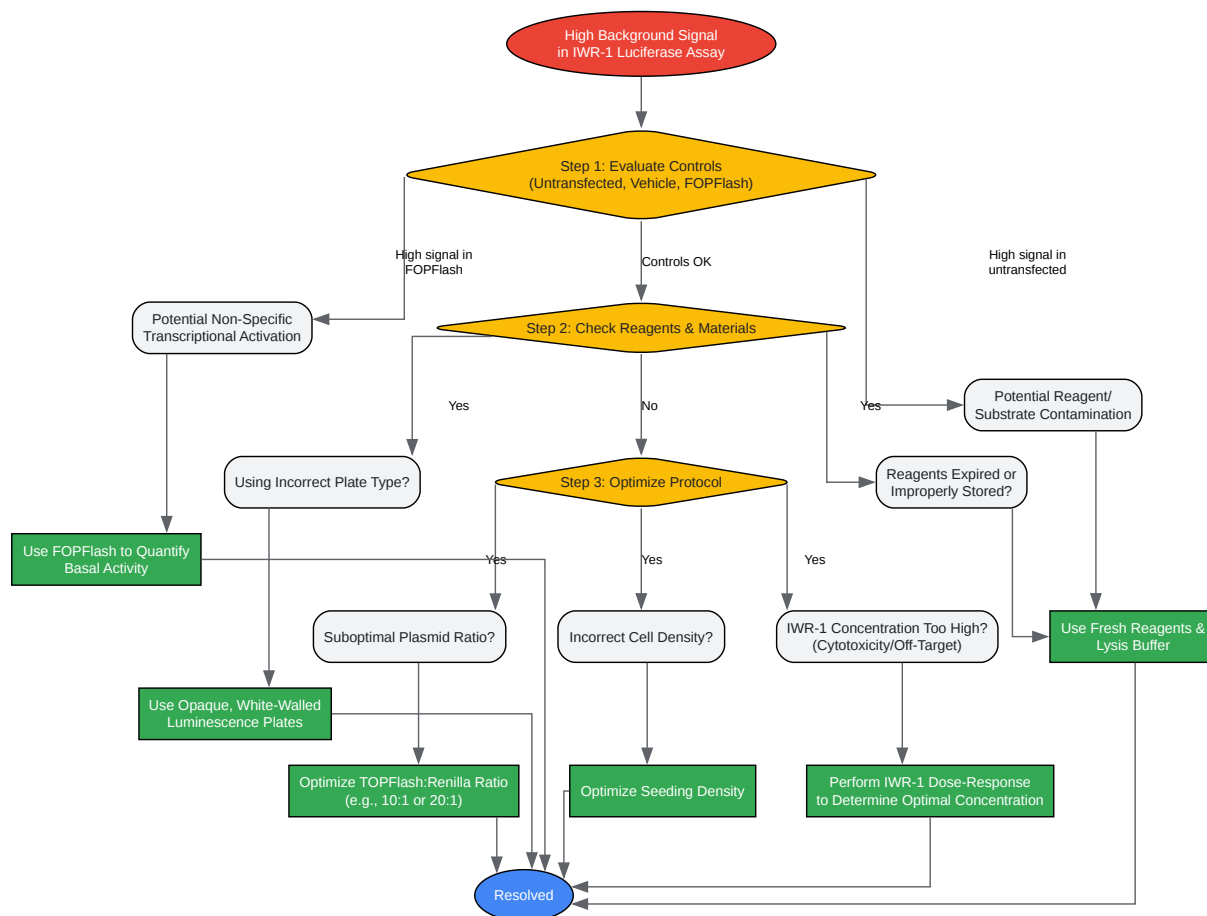 High Background Signal
in IWR-1 Luciferase Assay
Step 1: Evaluate Controls
(Untransfected, Vehicle, FOPFlash)
High signal in
FOPFlash
Controls OK
High signal in
untransfected
Potential Non-Specific
Transcriptional Activation
Step 2: Check Reagents & Materials
Potential Reagent/
Substrate Contamination
Yes
No
Yes
Using Incorrect Plate Type?
Step 3: Optimize Protocol
Reagents Expired or
Improperly Stored?
Use FOPFlash to Quantify
Basal Activity
Yes
Yes
Yes
Suboptimal Plasmid Ratio?
Incorrect Cell Density?
IWR-1 Concentration Too High?
(Cytotoxicity/Off-Target)
Use Fresh Reagents &
Lysis Buffer
Use Opaque, White-Walled
Luminescence Plates
Optimize TOPFlash:Renilla Ratio
(e.g., 10:1 or 20:1)
Optimize Seeding Density
Perform IWR-1 Dose-Response
to Determine Optimal Concentration
Resolved